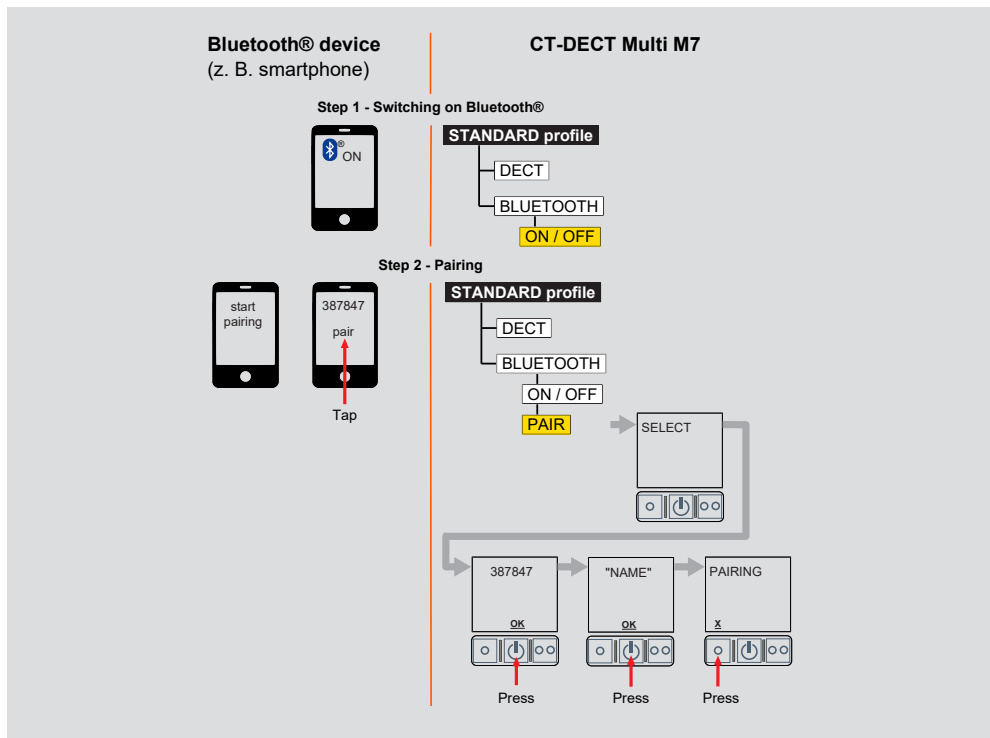 Bluetooth® device
(z. B. smartphone)
CT-DECT Multi M7
Step 1 - Switching on Bluetooth®
® ON
STANDARD profile
DECT
BLUETOOTH
ON / OFF
Step 2 - Pairing
start
pairing
387847
pair
Tap
STANDARD profile
DECT
BLUETOOTH
ON / OFF
PAIR
SELECT
387847
OK
Press
"NAME"
OK
Press
PAIRING
X
Press